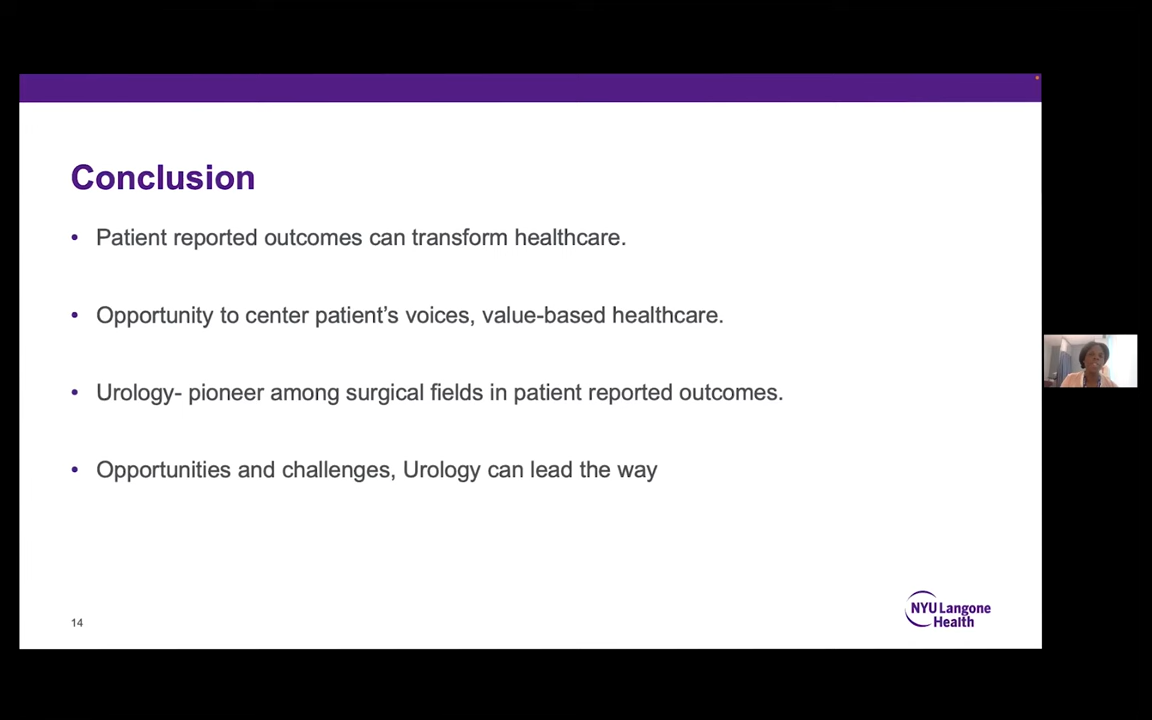 Conclusion
• Patient reported outcomes can transform healthcare.
• Opportunity to center patient’s voices, value-based healthcare.
• Urology- pioneer among surgical fields in patient reported outcomes.
• Opportunities and challenges, Urology can lead the way
14
NYU Langone
Health